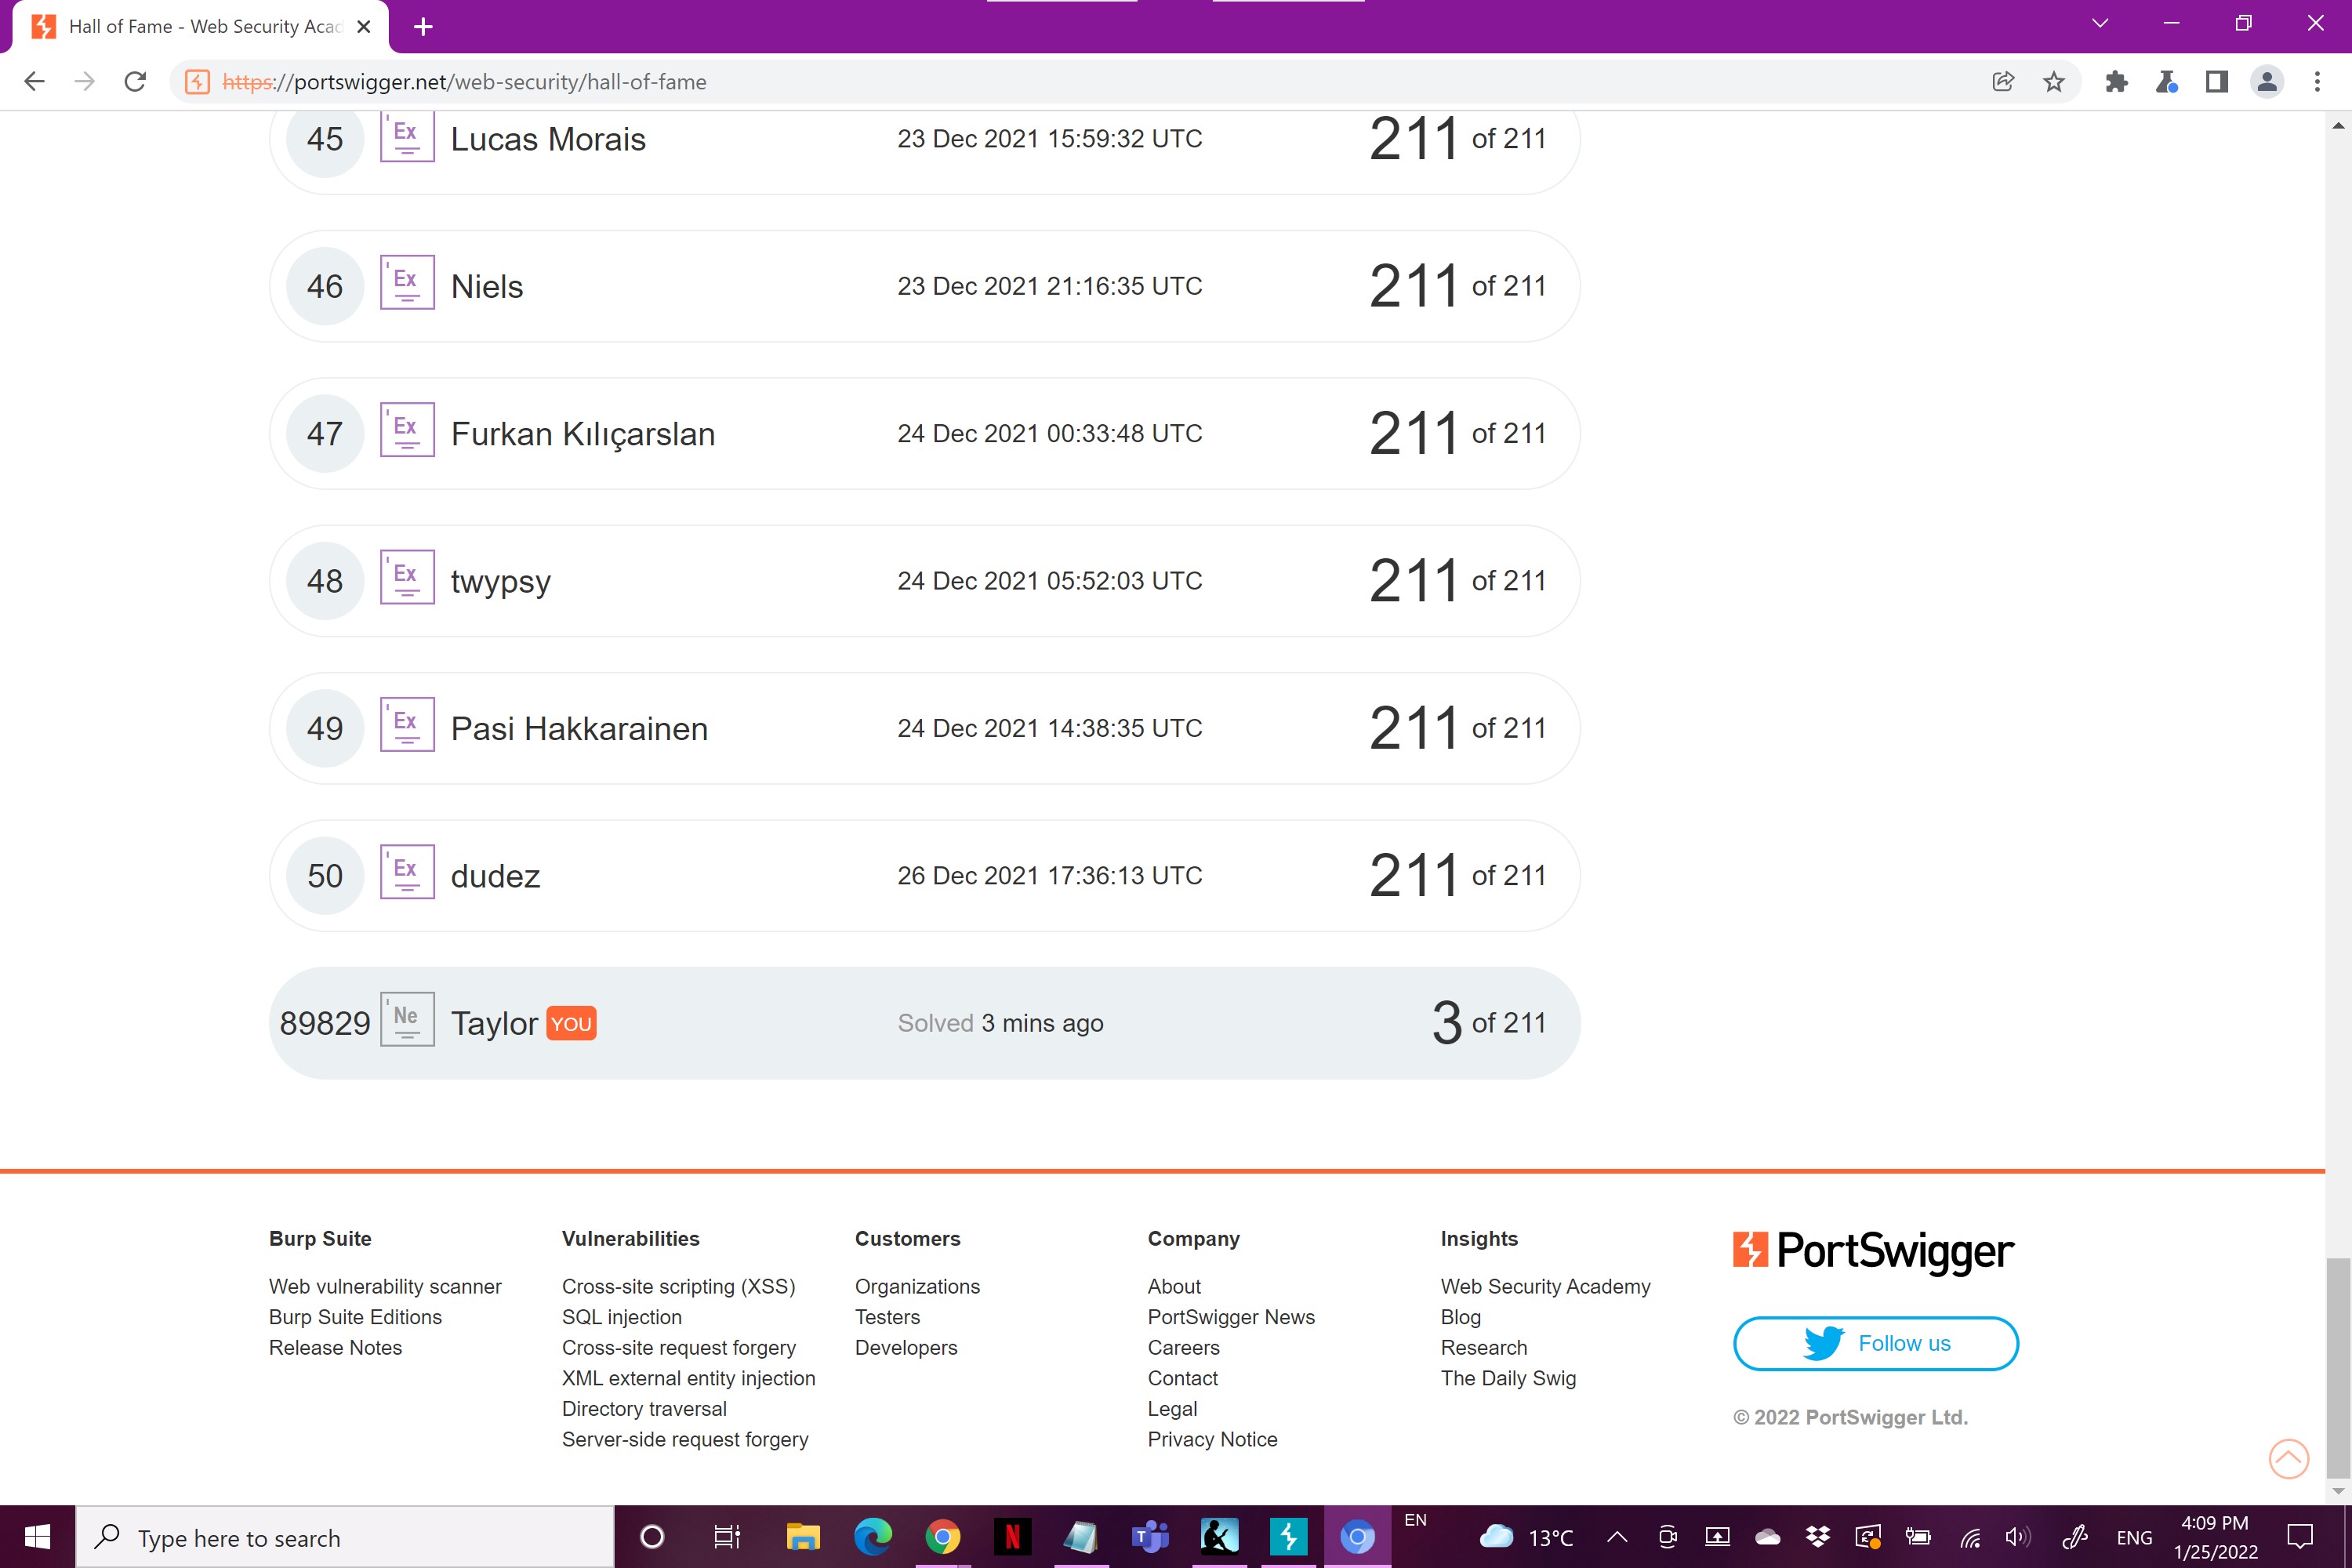 Hall of Fame - Web Security Acad
https://portswigger.net/web-security/hall-of-fame
45 Ex Lucas Morais 23 Dec 2021 15:59:32 UTC 211 of 211
46 Ex Niels 23 Dec 2021 21:16:35 UTC 211 of 211
47 Ex Furkan Kılıçarslan 24 Dec 2021 00:33:48 UTC 211 of 211
48 Ex twypsy 24 Dec 2021 05:52:03 UTC 211 of 211
49 Ex Pasi Hakkarainen 24 Dec 2021 14:38:35 UTC 211 of 211
50 Ex dudez 26 Dec 2021 17:36:13 UTC 211 of 211
89829 Ne Taylor YOU Solved 3 mins ago 3 of 211
Burp Suite
Web vulnerability scanner
Burp Suite Editions
Release Notes
Vulnerabilities
Cross-site scripting (XSS)
SQL injection
Cross-site request forgery
XML external entity injection
Directory traversal
Server-side request forgery
Customers
Organizations
Testers
Developers
Company
About
PortSwigger News
Careers
Contact
Legal
Privacy Notice
Insights
Web Security Academy
Blog
Research
The Daily Swig
PortSwigger
Follow us
© 2022 PortSwigger Ltd.
Type here to search
N
T
EN
13°C
ENG
4:09 PM
1/25/2022